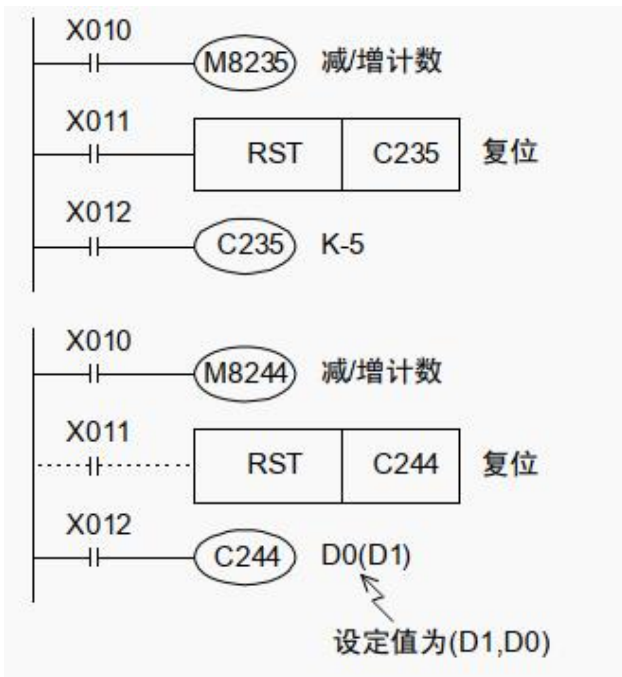 X010
M8235 减/增计数
X011
RST C235 复位
X012
C235 K-5
X010
M8244 减/增计数
X011
RST C244 复位
X012
C244 D0(D1)
设定值为(D1,D0)